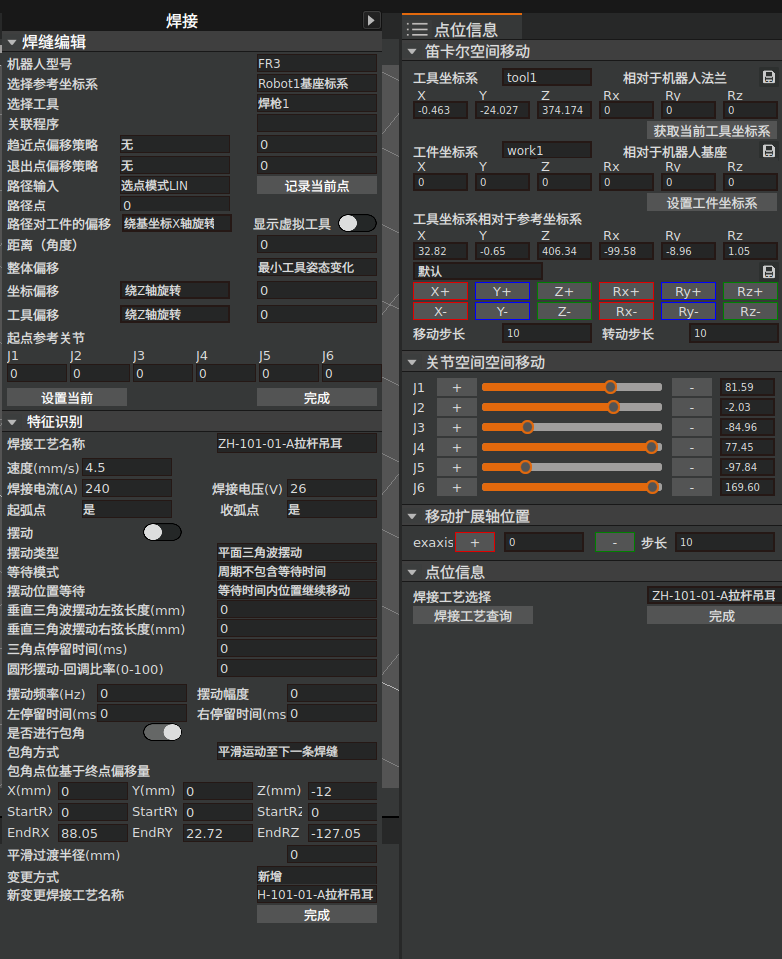 焊接
焊缝编辑
机器人型号 FR3
选择参考坐标系 Robot1基座标系
选择工具 焊枪1
关联程序
趋近点偏移策略 无 0
退出点偏移策略 无 0
路径输入 选点模式LIN 记录当前点
路径点 0
路径对工件的偏移 绕基坐标X轴旋转 显示虚拟工具
距离（角度） 0
整体偏移 最小工具姿态变化
坐标偏移 绕Z轴旋转 0
工具偏移 绕Z轴旋转 0
起点参考关节
J1 J2 J3 J4 J5 J6
0 0 0 0 0 0
设置当前 完成
特征识别
焊接工艺名称 ZH-101-01-A拉杆吊耳
速度(mm/s) 4.5
焊接电流(A) 240 焊接电压(V) 26
起弧点 是 收弧点 是
摆动
摆动类型 平面三角波摆动
等待模式 周期不包含等待时间
摆动位置等待 等待时间内位置继续移动
垂直三角波摆动左弦长度(mm) 0
垂直三角波摆动右弦长度(mm) 0
三角点停留时间(ms) 0
圆形摆动-回调比率(0-100) 0
摆动频率(Hz) 0 摆动幅度 0
左停留时间(ms 0 右停留时间(ms 0
是否进行包角
包角方式 平滑运动至下一条焊缝
包角点位基于终点偏移量
X(mm) 0 Y(mm) 0 Z(mm) -12
StartRX 0 StartRY 0 StartRZ 0
EndRX 88.05 EndRY 22.72 EndRZ -127.05
平滑过渡半径(mm) 0
变更方式 新增
新变更焊接工艺名称 H-101-01-A拉杆吊耳
完成
点位信息
笛卡尔空间移动
工具坐标系 tool1 相对于机器人法兰
X Y Z Rx Ry Rz
-0.463 -24.027 374.174 0 0 0
获取当前工具坐标系
工件坐标系 work1 相对于机器人基座
X Y Z Rx Ry Rz
0 0 0 0 0 0
设置工件坐标系
工具坐标系相对于参考坐标系
X Y Z Rx Ry Rz
32.82 -0.65 406.34 -99.58 -8.96 1.05
默认
X+ Y+ Z+ Rx+ Ry+ Rz+
X- Y- Z- Rx- Ry- Rz-
移动步长 10 转动步长 10
关节空间空间移动
J1 + - 81.59
J2 + - -2.03
J3 + - -84.96
J4 + - 77.45
J5 + - -97.84
J6 + - 169.60
移动扩展轴位置
exaxis + 0 - 步长 10
点位信息
焊接工艺选择 ZH-101-01-A拉杆吊耳
焊接工艺查询 完成